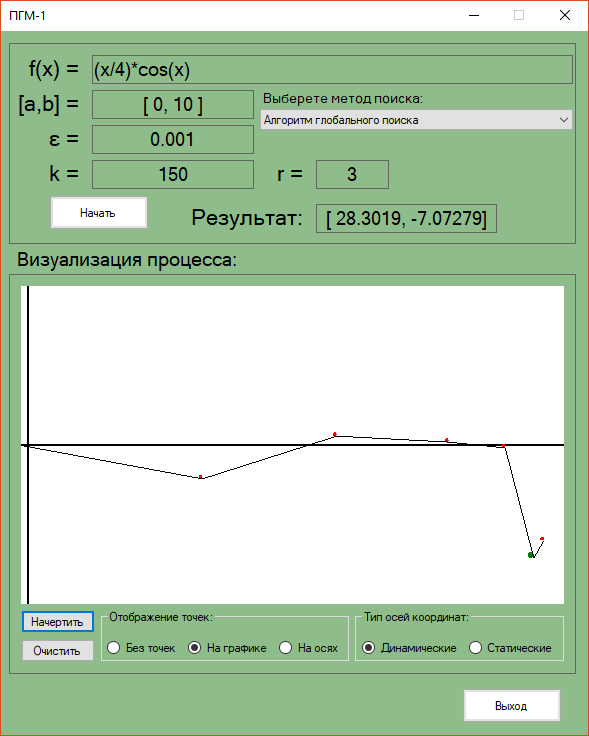 ПГМ-1
f(x) = (x/4)*cos(x)
[a,b] = [ 0, 10 ] Выберете метод поиска:
Алгоритм глобального поиска
ε = 0.001
k = 150 r = 3
Начать Результат: [ 28.3019, -7.07279]
Визуализация процесса:
Начертить Отображение точек: Тип осей координат:
Очистить Без точек На графике На осях Динамические Статические
Выход